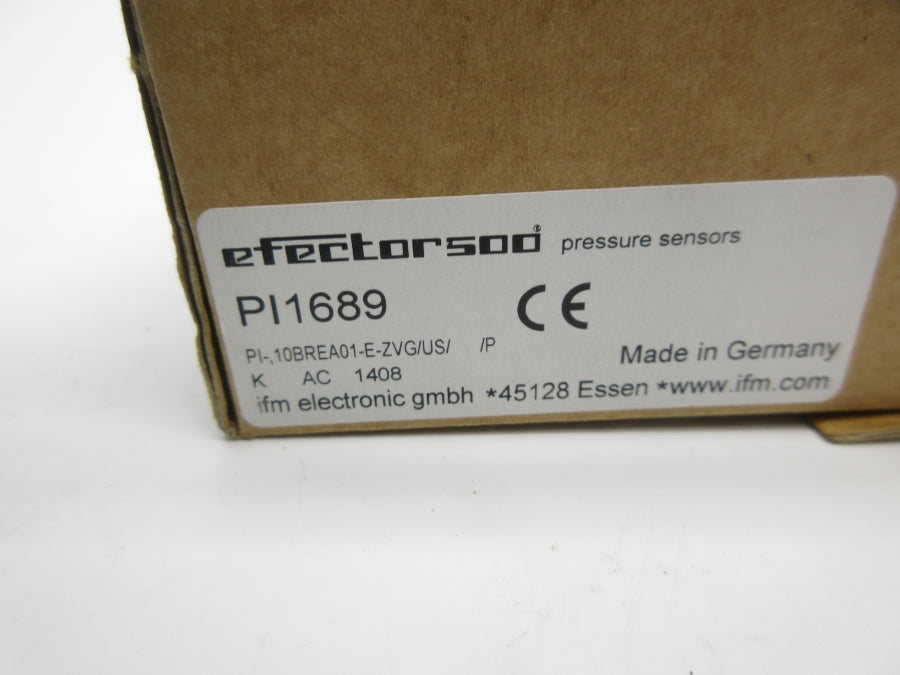 efector500® pressure sensors
PI1689 CE
PI-,10BREA01-E-ZVG/US/ /P
K AC 1408
Made in Germany
ifm electronic gmbh *45128 Essen *www.ifm.com